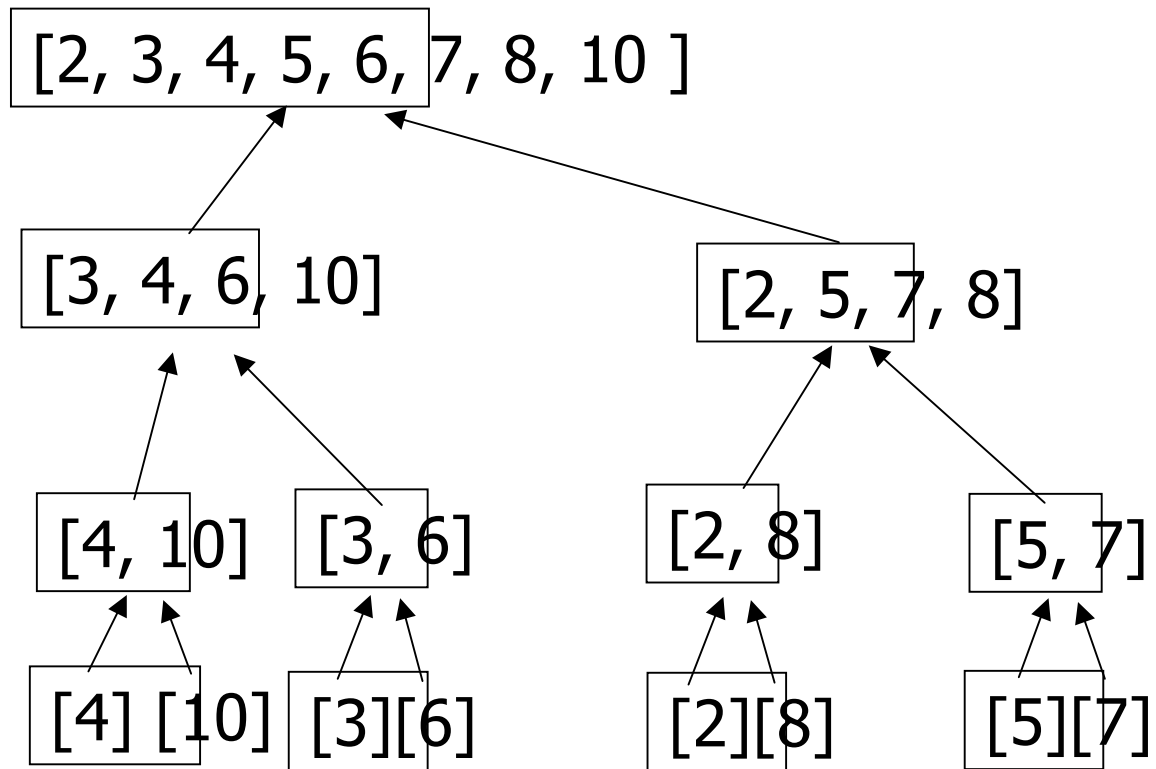 [2, 3, 4, 5, 6, 7, 8, 10 ]
[3, 4, 6, 10]
[2, 5, 7, 8]
[4, 10]
[3, 6]
[2, 8]
[5, 7]
[4] [10]
[3][6]
[2][8]
[5][7]